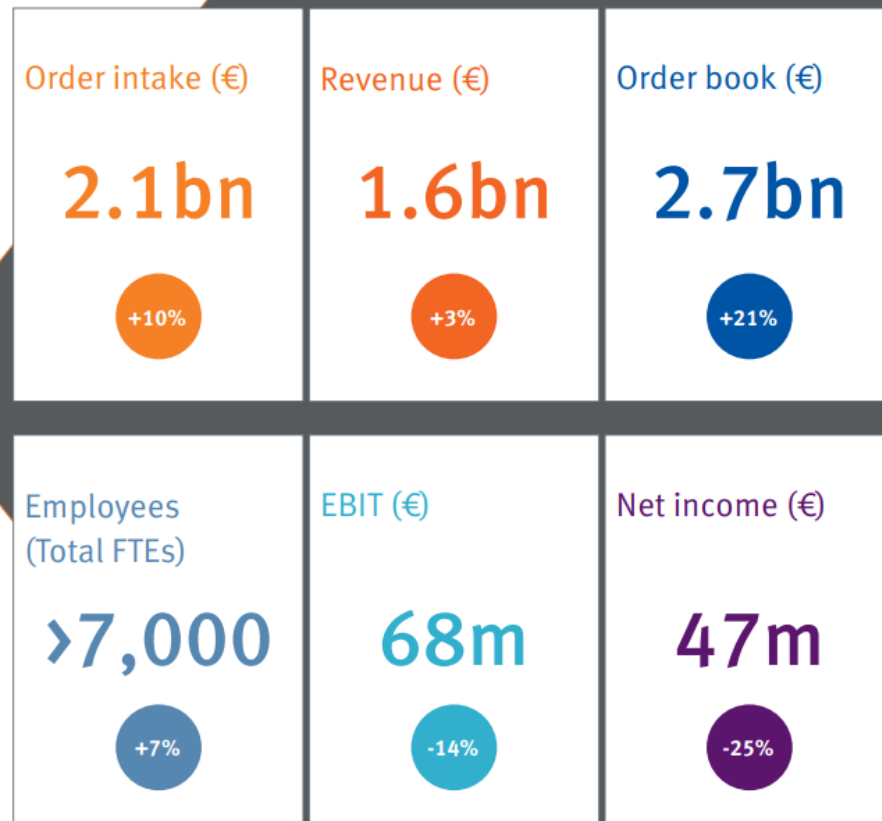 Order intake (€)
2.1bn
+10%
Revenue (€)
1.6bn
+3%
Order book (€)
2.7bn
+21%
Employees
(Total FTEs)
>7,000
+7%
EBIT (€)
68m
-14%
Net income (€)
47m
-25%